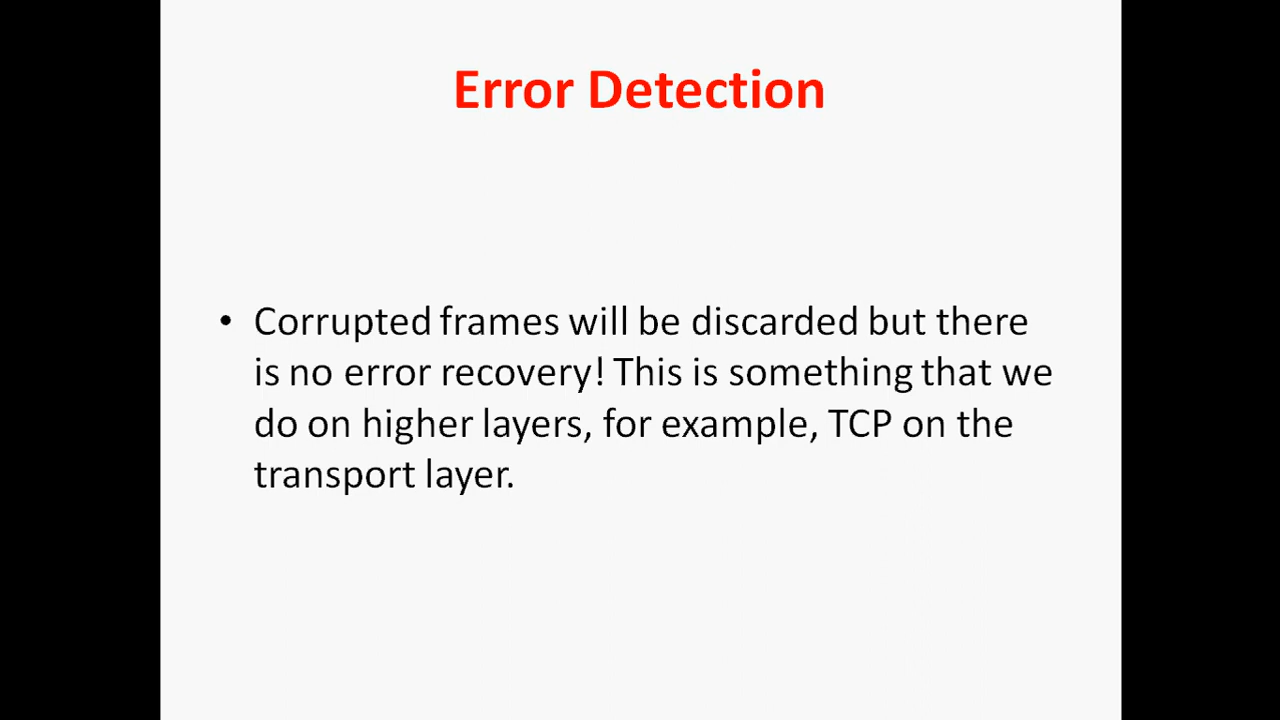 Error Detection
• Corrupted frames will be discarded but there
is no error recovery! This is something that we
do on higher layers, for example, TCP on the
transport layer.